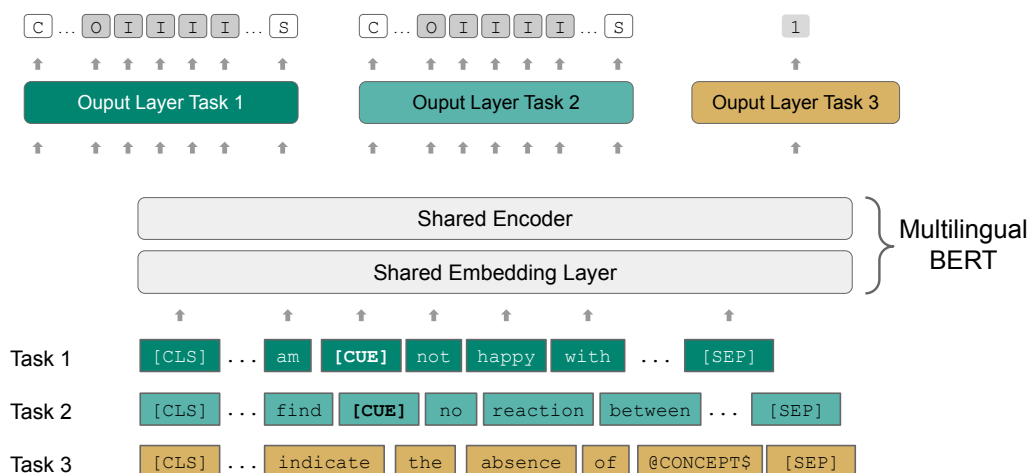 C ... O I I I I ... S C ... O I I I I ... S 1
Ouput Layer Task 1 Ouput Layer Task 2 Ouput Layer Task 3
Shared Encoder
Shared Embedding Layer
Multilingual
BERT
Task 1 [CLS] ... am [CUE] not happy with ... [SEP]
Task 2 [CLS] ... find [CUE] no reaction between ... [SEP]
Task 3 [CLS] ... indicate the absence of @CONCEPT$ [SEP]